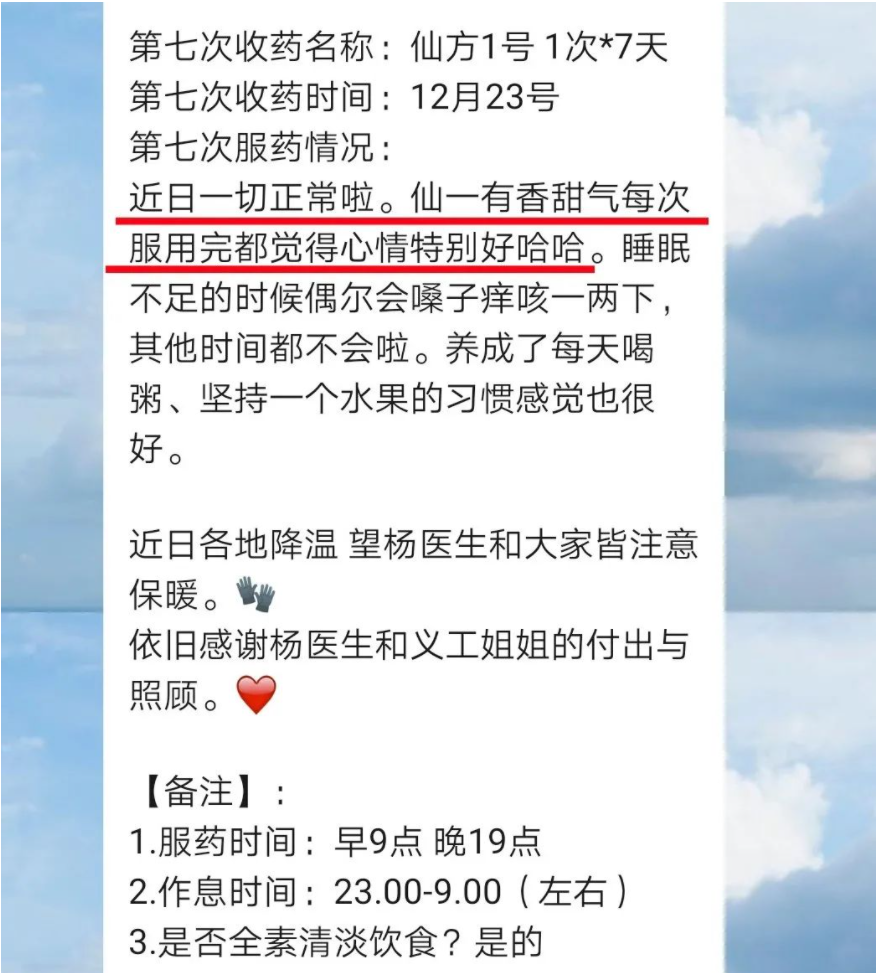 第七次收药名称：仙方1号 1次*7天
第七次收药时间：12月23号
第七次服药情况：
近日一切正常啦。仙一有香甜气每次
服用完都觉得心情特别好哈哈。睡眠
不足的时候偶尔会嗓子痒咳一两下，
其他时间都不会啦。养成了每天喝
粥、坚持一个水果的习惯感觉也很
好。
近日各地降温 望杨医生和大家皆注意
保暖。🧤
依旧感谢杨医生和义工姐姐的付出与
照顾。❤️
【备注】：
1.服药时间：早9点 晚19点
2.作息时间：23.00-9.00（左右）
3.是否全素清淡饮食？是的